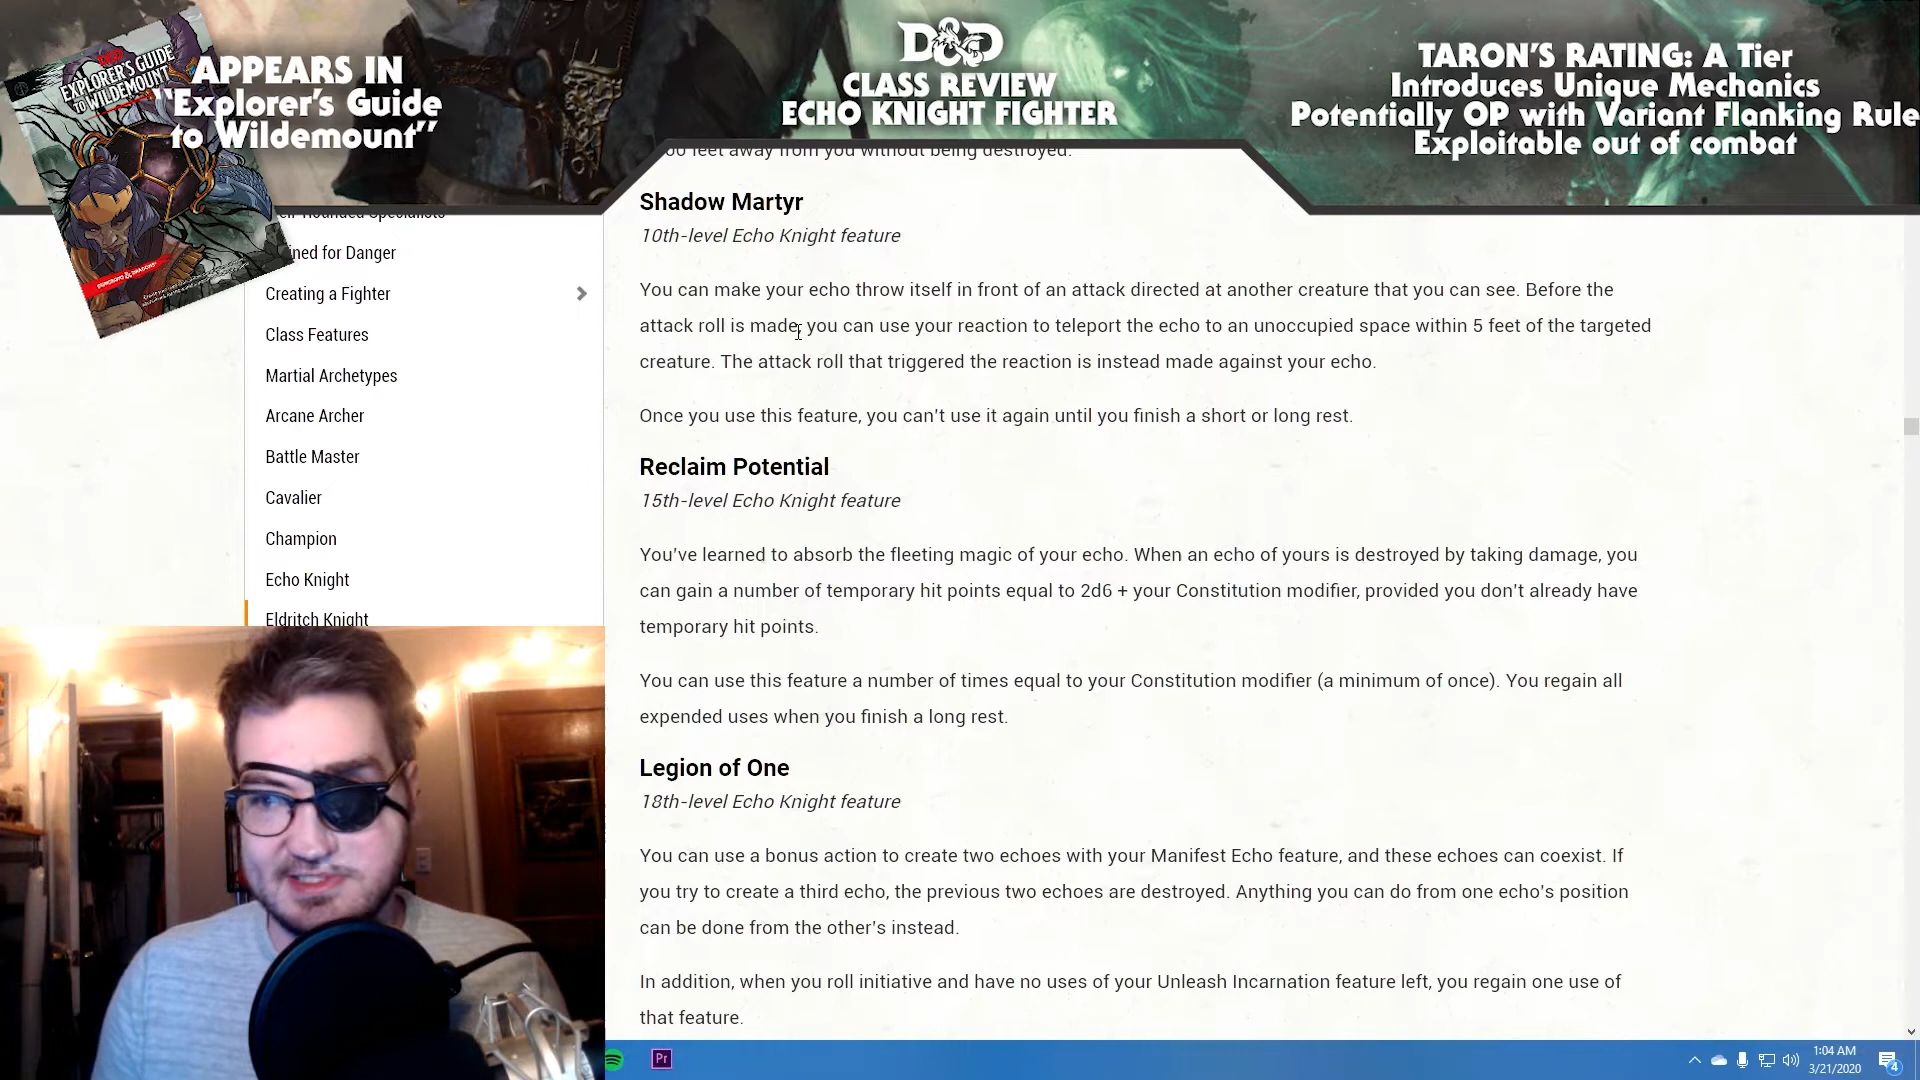 EXPLORER'S GUIDE
TO WILDEMOUNT
APPEARS IN
"Explorer's Guide
to Wildemount"
D&D
CLASS REVIEW
ECHO KNIGHT FIGHTER
TARON'S RATING: A Tier
Introduces Unique Mechanics
Potentially OP with Variant Flanking Rule
Exploitable out of combat
feet away from you without being destroyed.
for Danger
Creating a Fighter
Class Features
Martial Archetypes
Arcane Archer
Battle Master
Cavalier
Champion
Echo Knight
Eldritch Knight
Shadow Martyr
10th-level Echo Knight feature
You can make your echo throw itself in front of an attack directed at another creature that you can see. Before the
attack roll is made, you can use your reaction to teleport the echo to an unoccupied space within 5 feet of the targeted
creature. The attack roll that triggered the reaction is instead made against your echo.
Once you use this feature, you can't use it again until you finish a short or long rest.
Reclaim Potential
15th-level Echo Knight feature
You've learned to absorb the fleeting magic of your echo. When an echo of yours is destroyed by taking damage, you
can gain a number of temporary hit points equal to 2d6 + your Constitution modifier, provided you don't already have
temporary hit points.
You can use this feature a number of times equal to your Constitution modifier (a minimum of once). You regain all
expended uses when you finish a long rest.
Legion of One
18th-level Echo Knight feature
You can use a bonus action to create two echoes with your Manifest Echo feature, and these echoes can coexist. If
you try to create a third echo, the previous two echoes are destroyed. Anything you can do from one echo's position
can be done from the other's instead.
In addition, when you roll initiative and have no uses of your Unleash Incarnation feature left, you regain one use of
that feature.
Pr
1:04 AM
3/21/2020
4